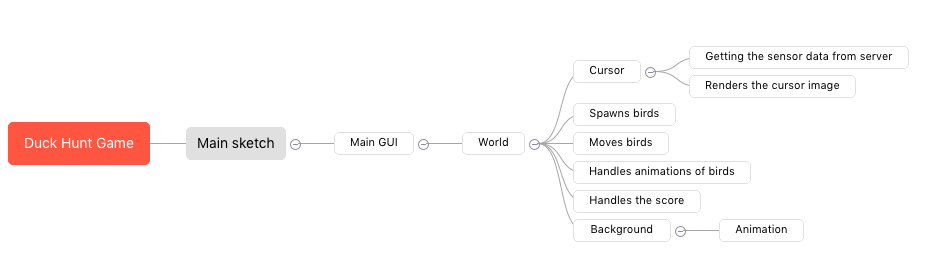 Duck Hunt Game
Main sketch
Main GUI
World
Cursor
Getting the sensor data from server
Renders the cursor image
Spawns birds
Moves birds
Handles animations of birds
Handles the score
Background
Animation